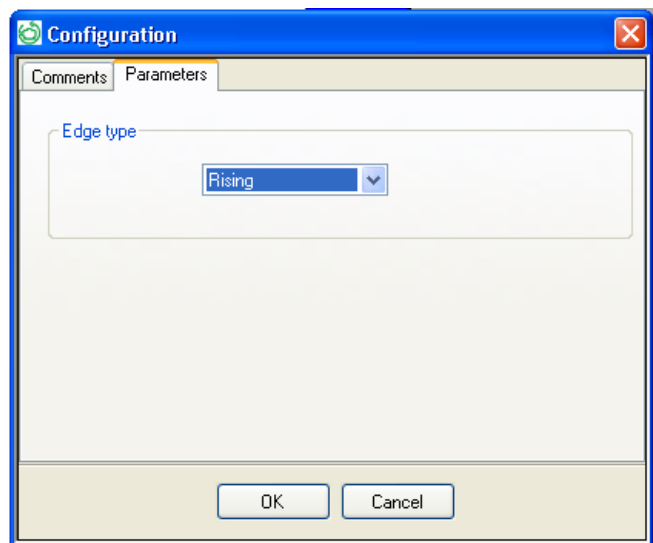 Configuration
Comments Parameters
Edge type
Rising
OK Cancel